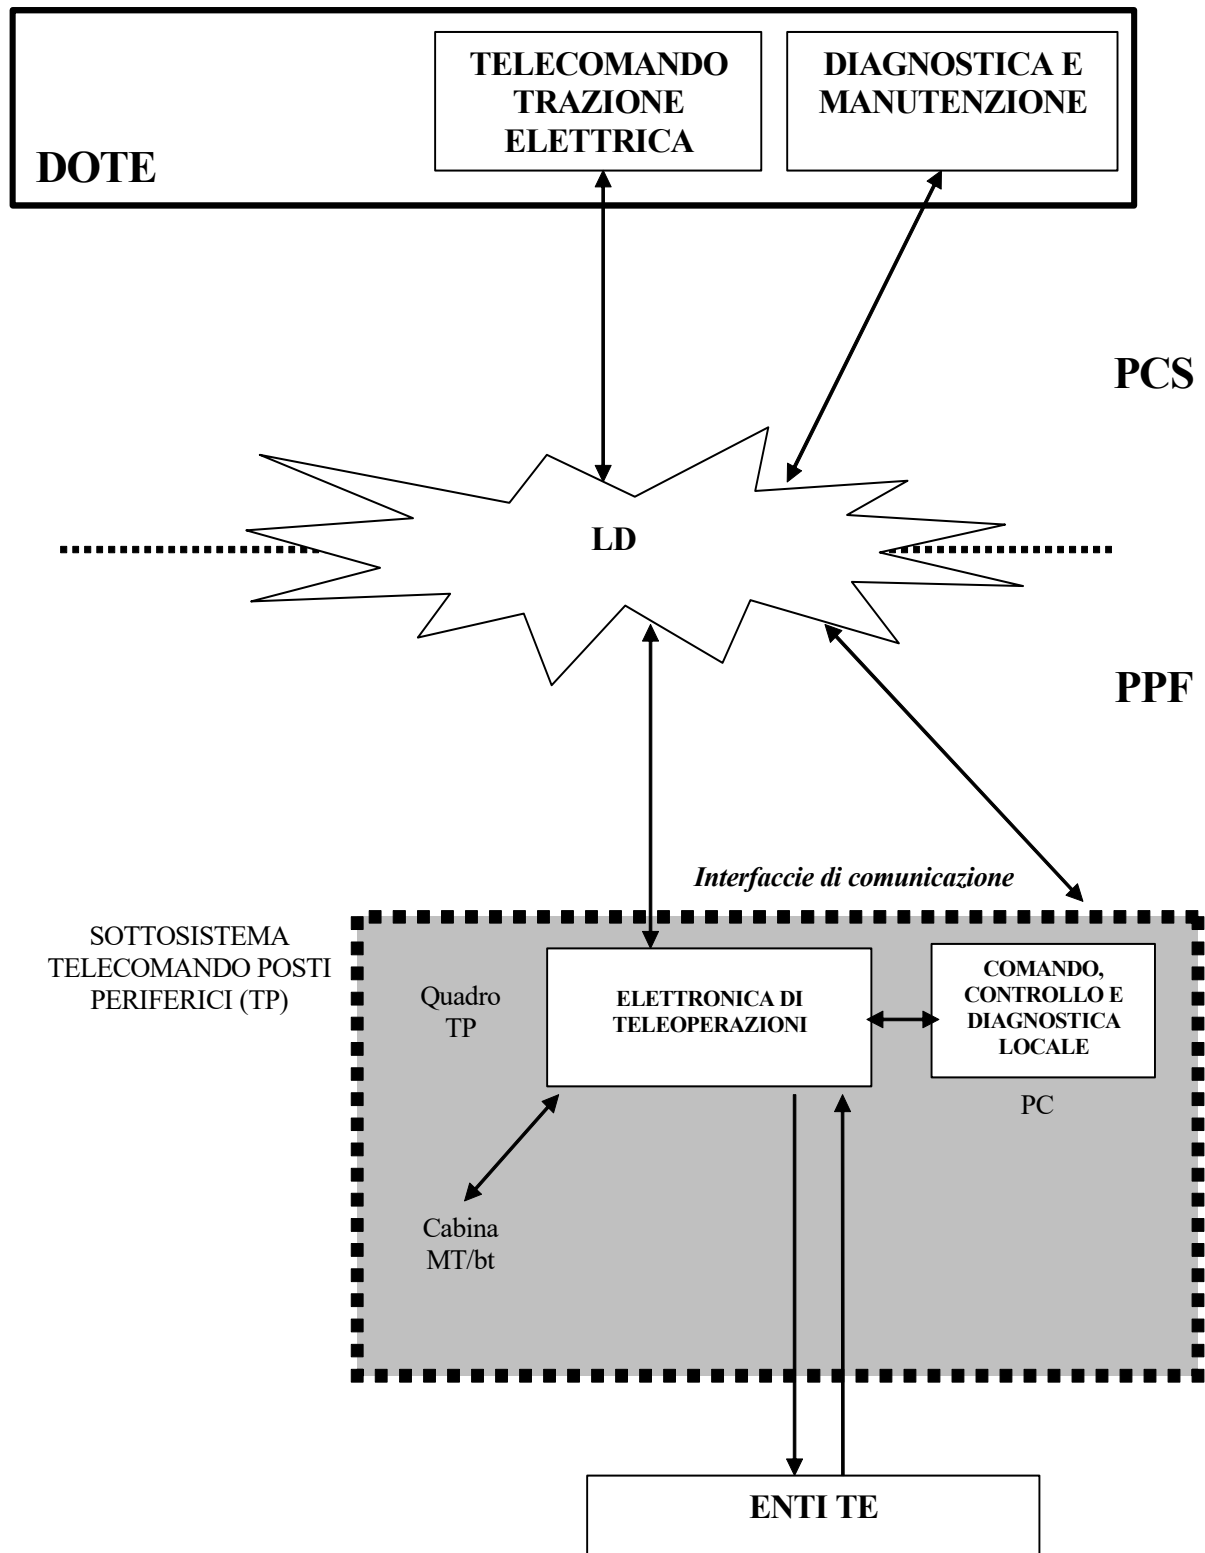 TELECOMANDO
TRAZIONE
ELETTRICA
DIAGNOSTICA E
MANUTENZIONE
DOTE
PCS
LD
PPF
Interfaccie di comunicazione
SOTTOSISTEMA
TELECOMANDO POSTI
PERIFERICI (TP)
Quadro
TP
ELETTRONICA DI
TELEOPERAZIONI
COMANDO,
CONTROLLO E
DIAGNOSTICA
LOCALE
PC
Cabina
MT/bt
ENTI TE